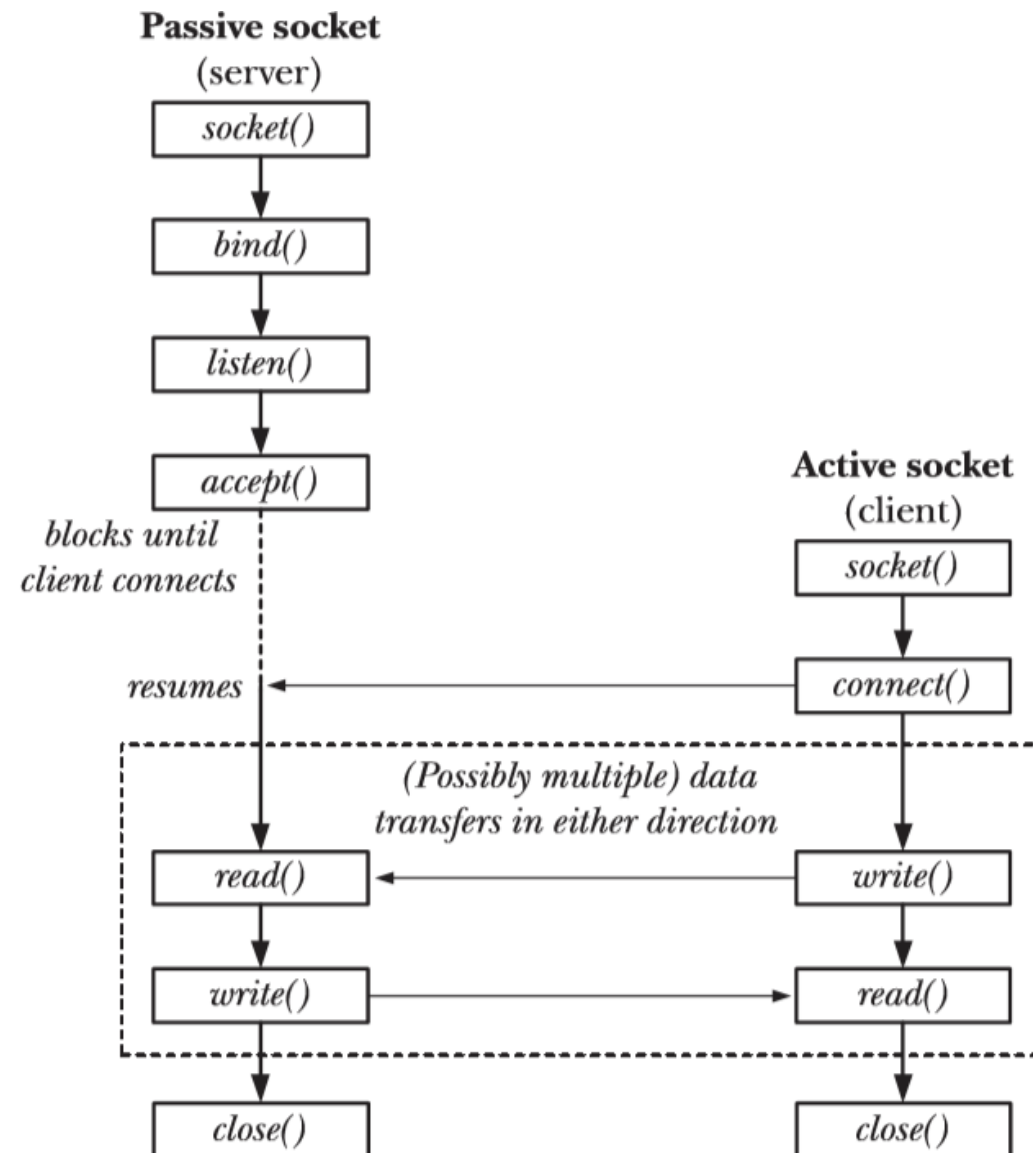 Passive socket
(server)
socket()
bind()
listen()
accept()
blocks until
client connects
resumes
Active socket
(client)
socket()
connect()
(Possibly multiple) data
transfers in either direction
read()
write()
write()
read()
close()
close()